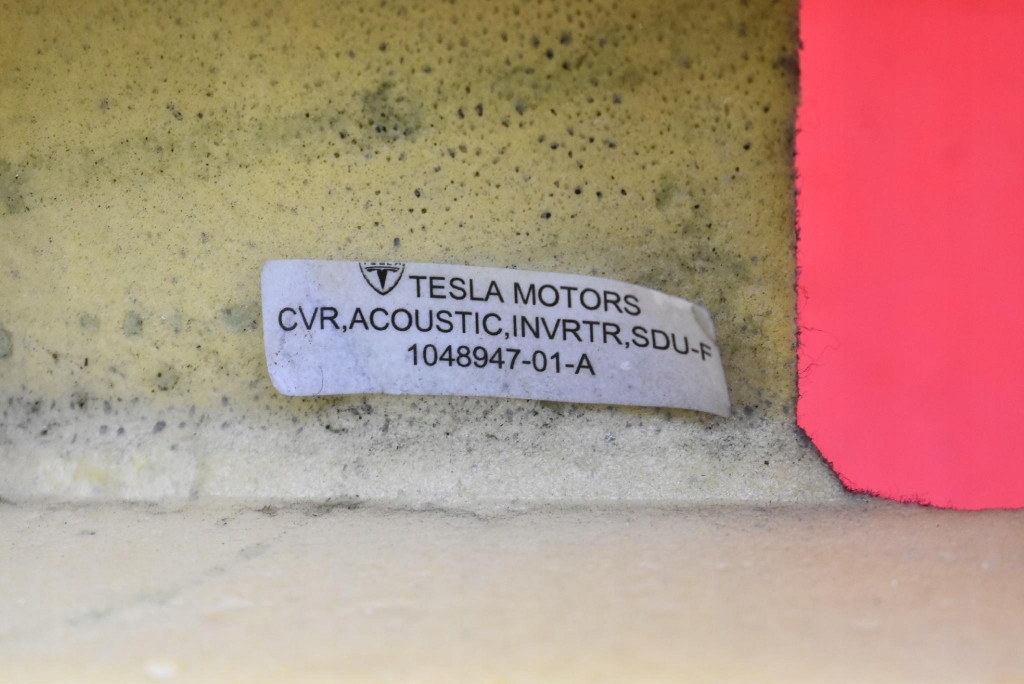 TESLA MOTORS
CVR,ACOUSTIC,INVRTR,SDU-F
1048947-01-A